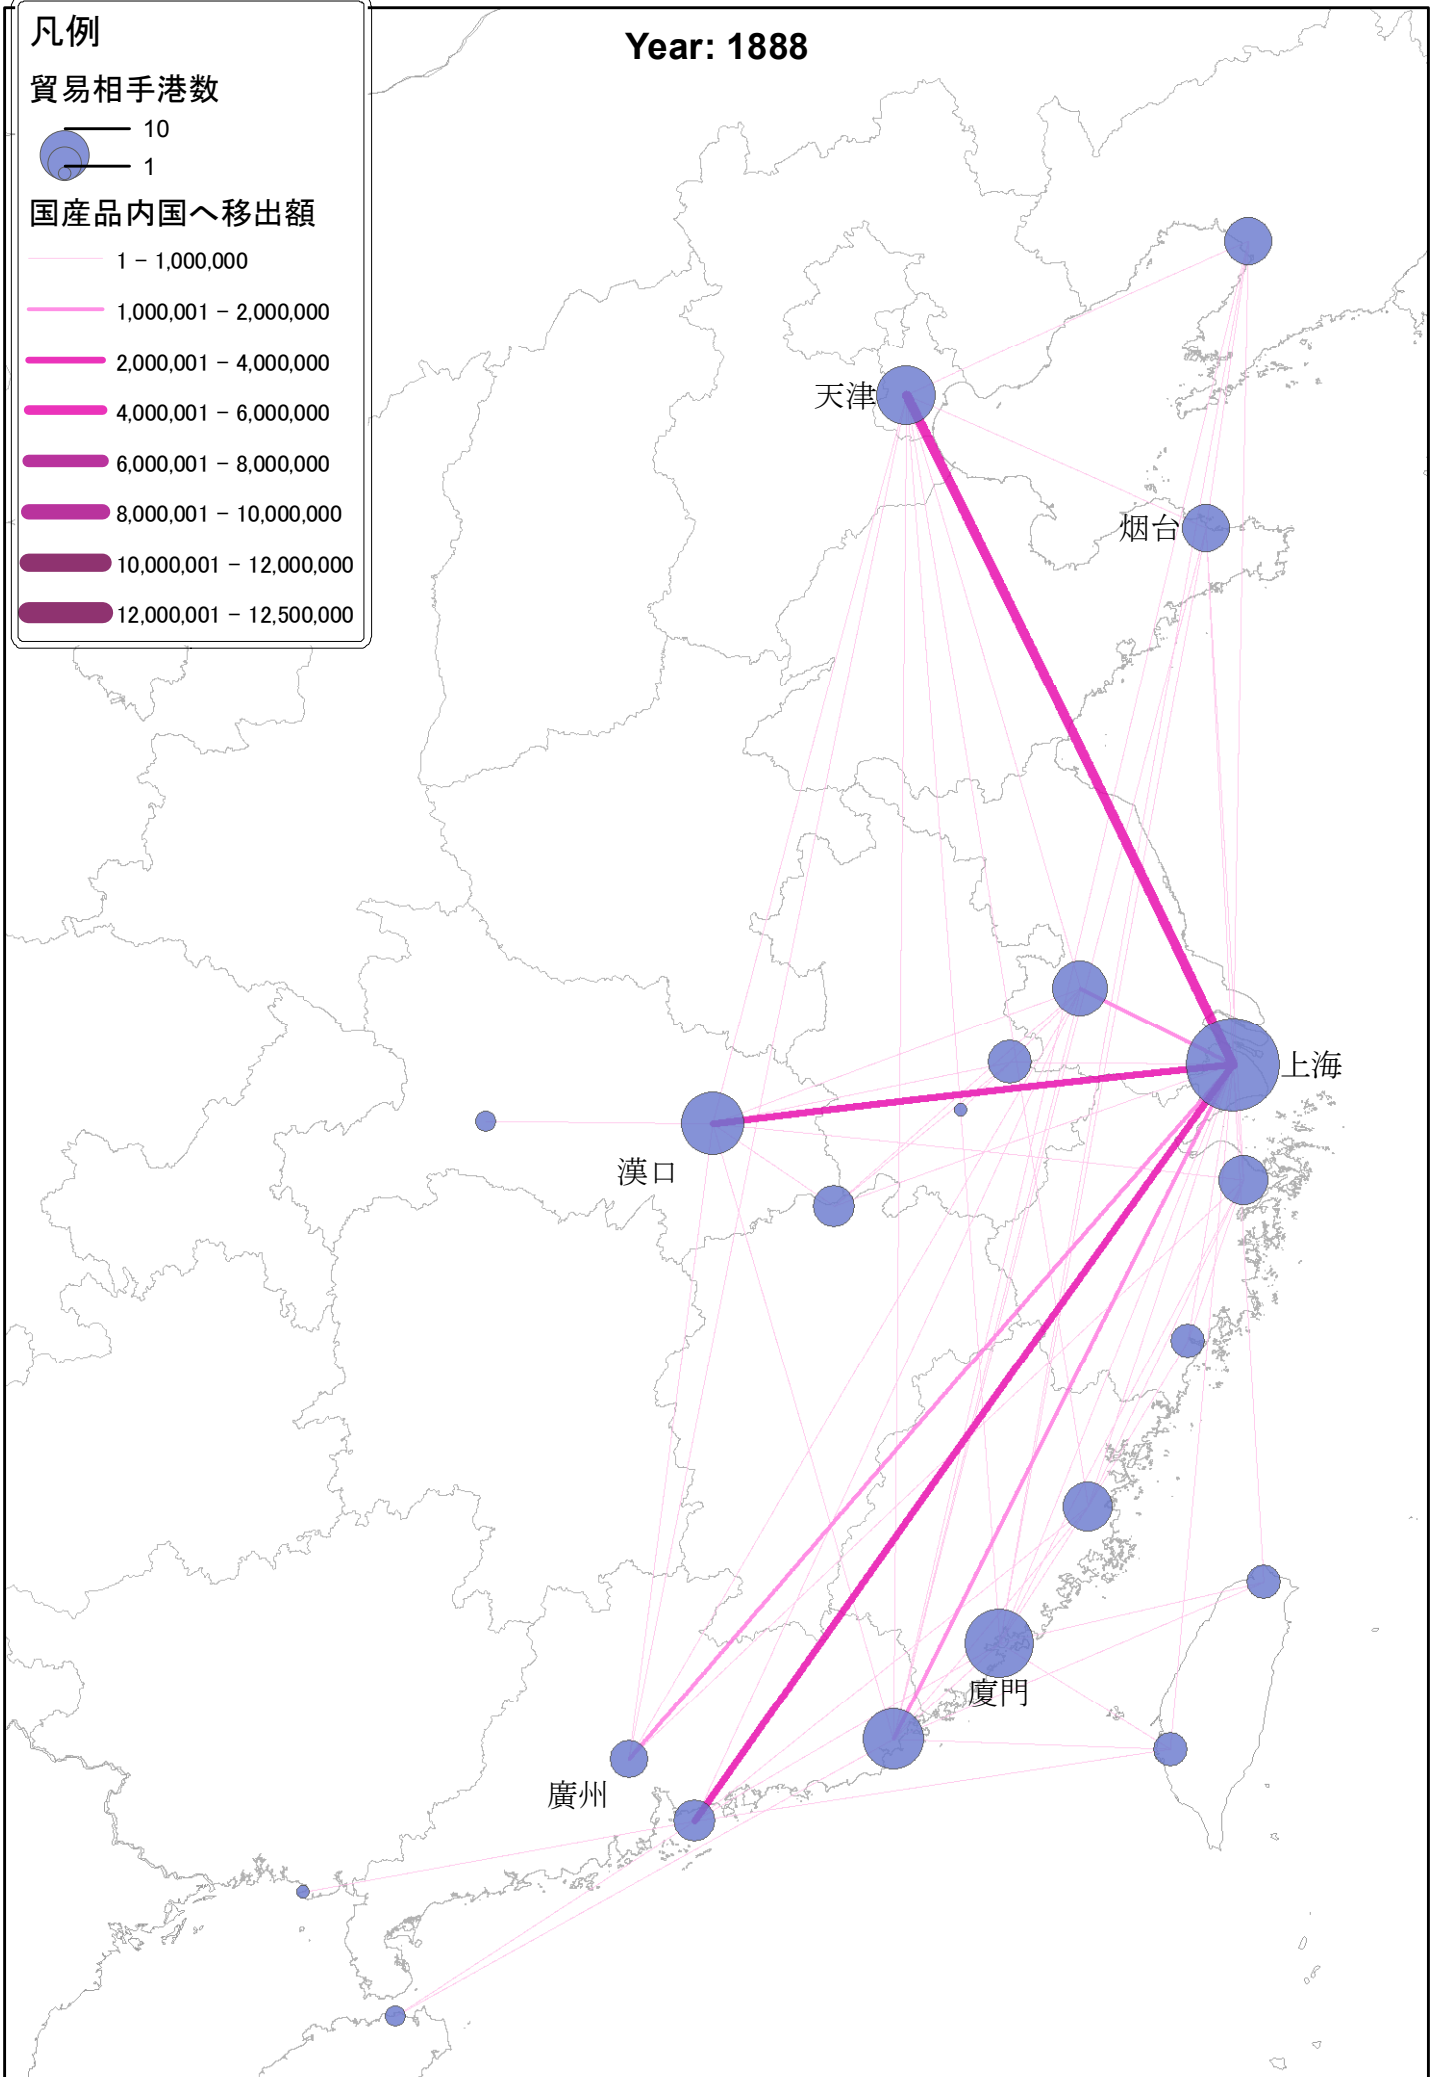 凡例
貿易相手港数
10
1
国産品内国へ移出額
1 − 1,000,000
1,000,001 − 2,000,000
2,000,001 − 4,000,000
4,000,001 − 6,000,000
6,000,001 − 8,000,000
8,000,001 − 10,000,000
10,000,001 − 12,000,000
12,000,001 − 12,500,000
Year: 1888
天津
烟台
上海
漢口
廈門
廣州